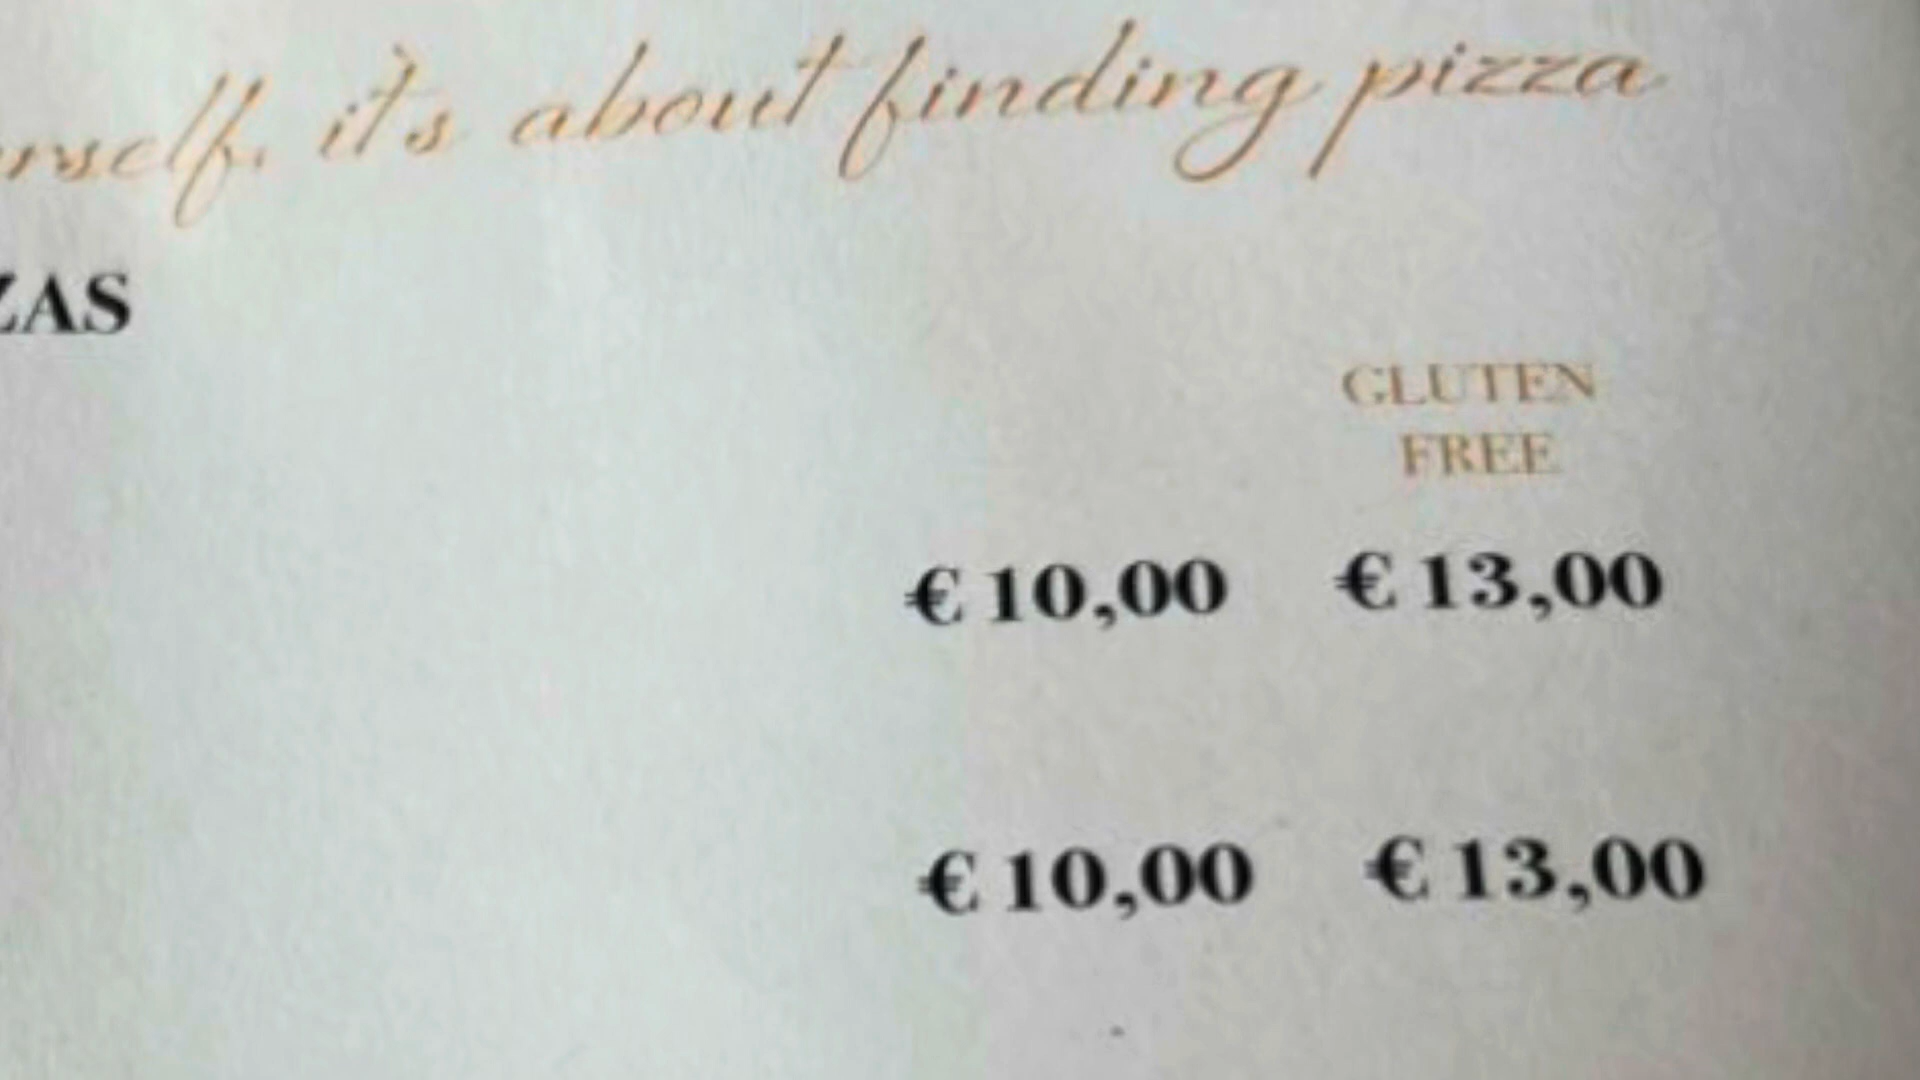 it's about finding pizza
GLUTEN
FREE
€ 10,00 € 13,00
€ 10,00 € 13,00